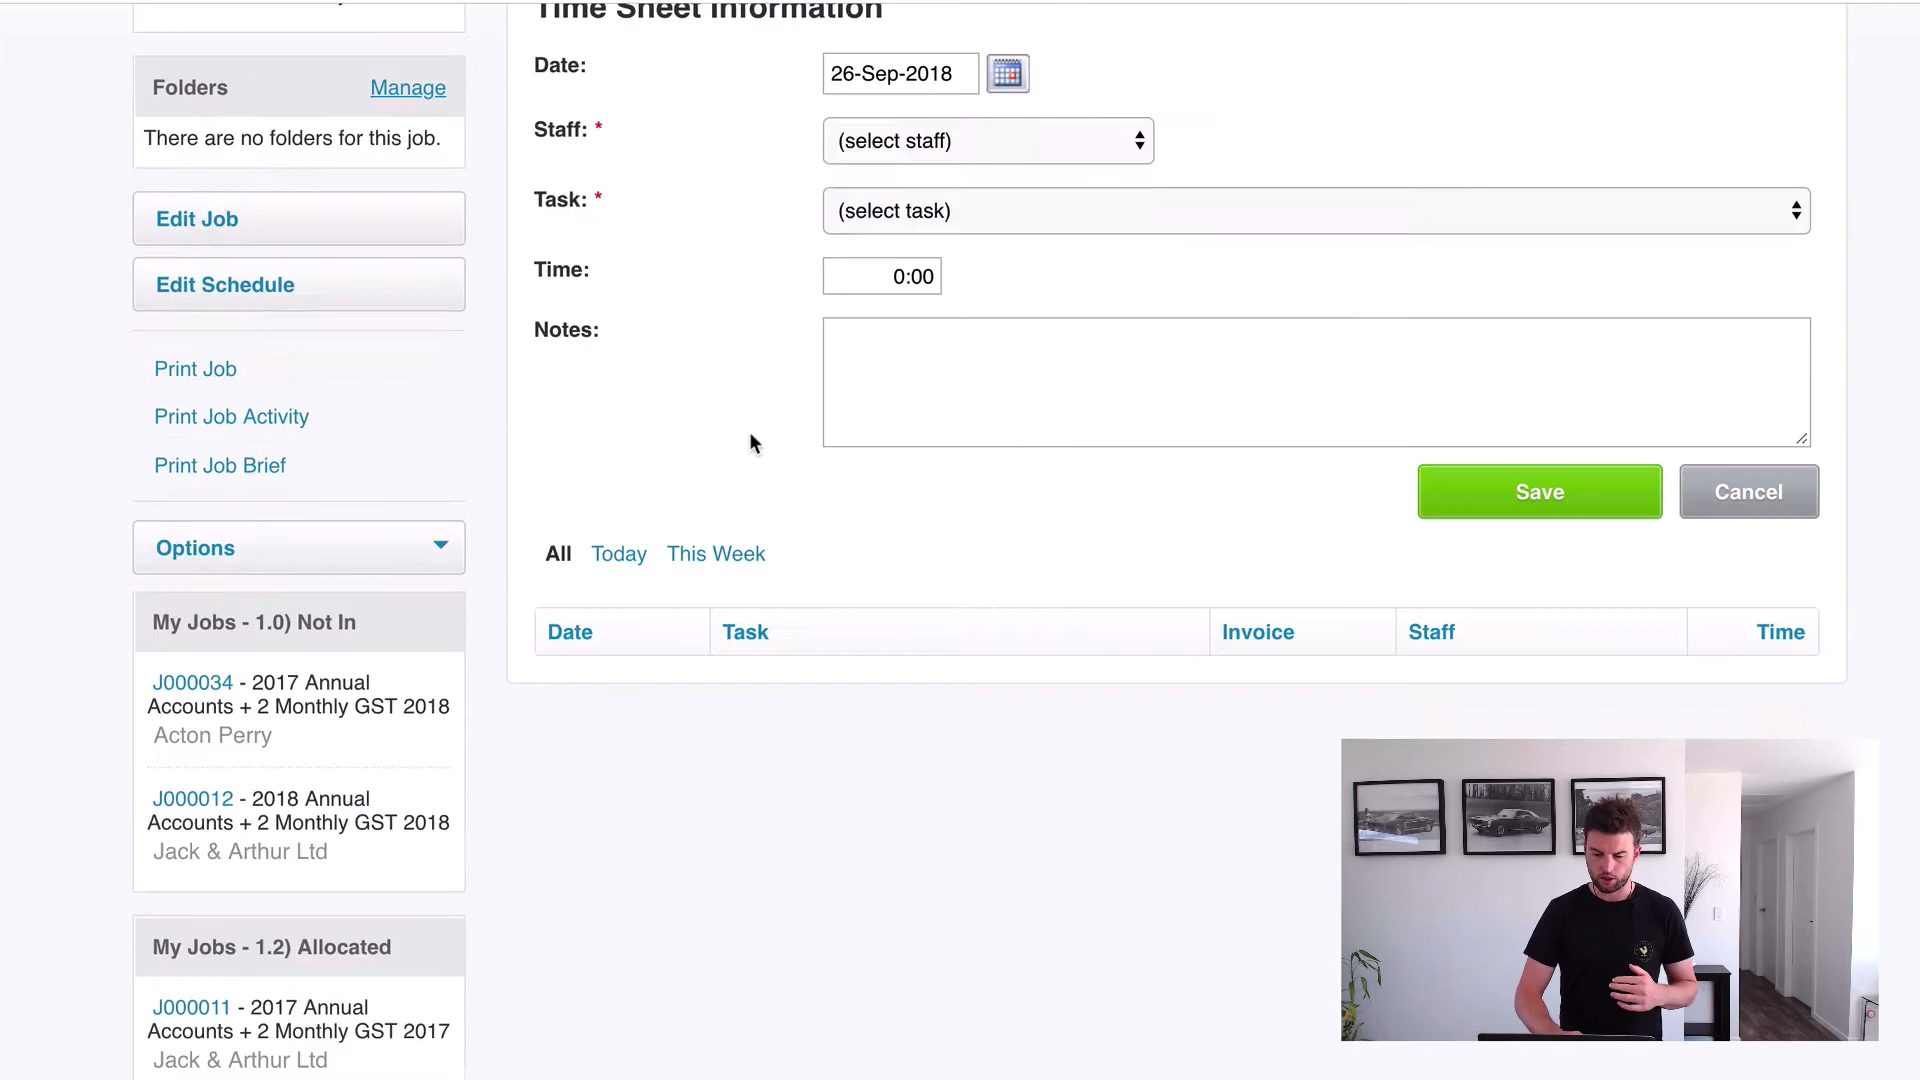 Time Sheet Information
Folders Manage
There are no folders for this job.
Edit Job
Edit Schedule
Print Job
Print Job Activity
Print Job Brief
Options
My Jobs - 1.0) Not In
J000034 - 2017 Annual
Accounts + 2 Monthly GST 2018
Acton Perry
J000012 - 2018 Annual
Accounts + 2 Monthly GST 2018
Jack & Arthur Ltd
My Jobs - 1.2) Allocated
J000011 - 2017 Annual
Accounts + 2 Monthly GST 2017
Jack & Arthur Ltd
Date: 26-Sep-2018
Staff: * (select staff)
Task: * (select task)
Time: 0:00
Notes:
Save Cancel
All Today This Week
Date Task Invoice Staff Time